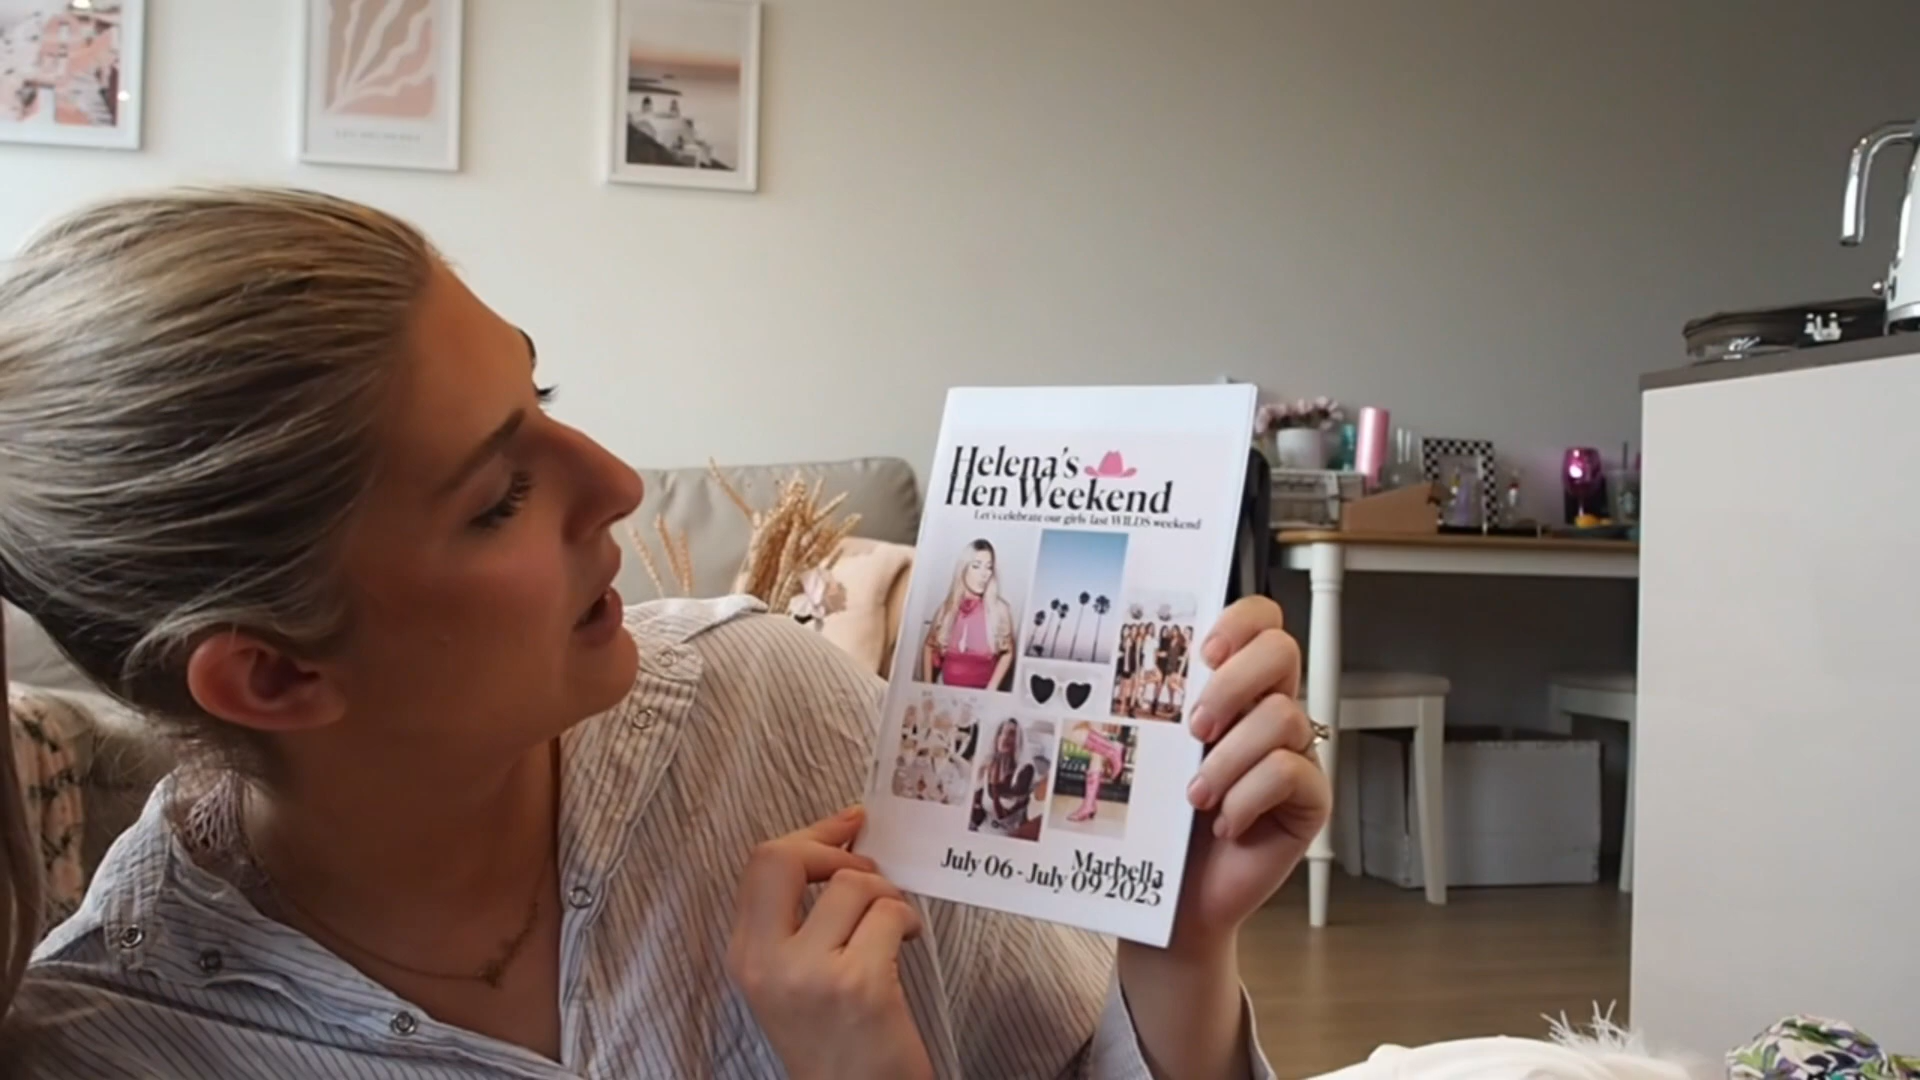 Helena's
Hen Weekend
Let's celebrate our girls' last WILDS weekend
Marbella
July 06 - July 09 2025